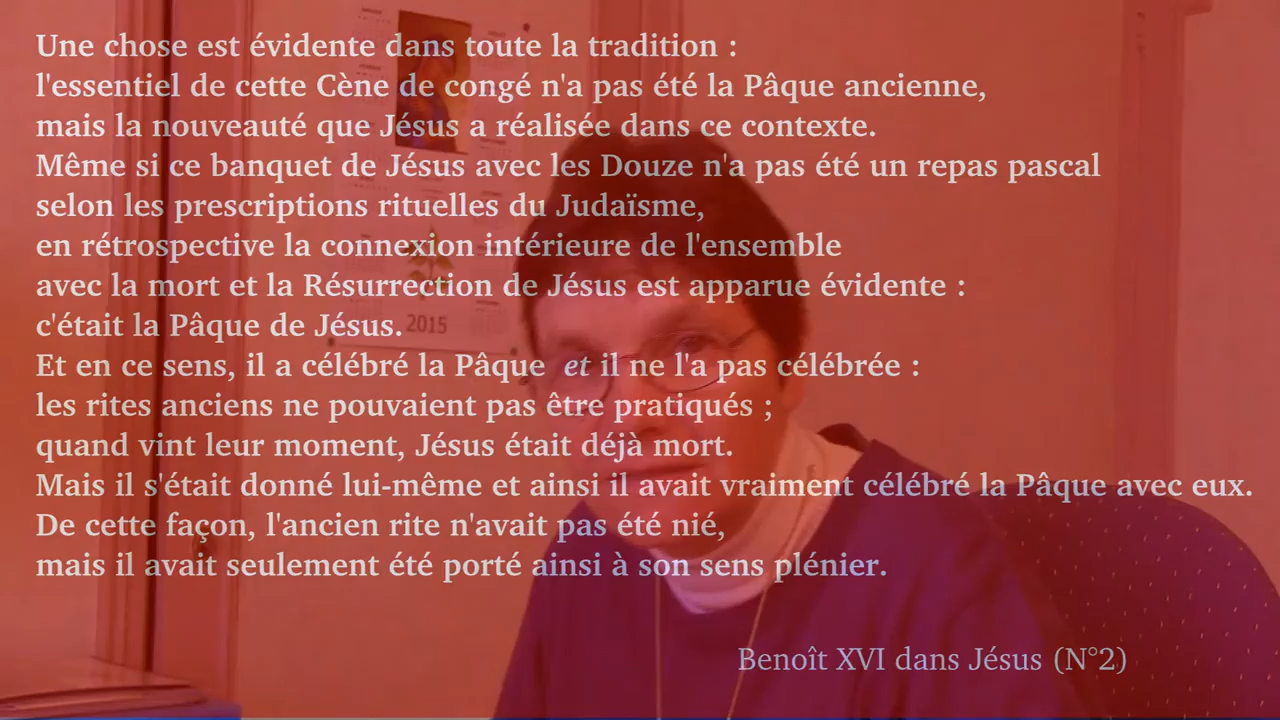 Une chose est évidente dans toute la tradition :
l'essentiel de cette Cène de congé n'a pas été la Pâque ancienne,
mais la nouveauté que Jésus a réalisée dans ce contexte.
Même si ce banquet de Jésus avec les Douze n'a pas été un repas pascal
selon les prescriptions rituelles du Judaïsme,
en rétrospective la connexion intérieure de l'ensemble
avec la mort et la Résurrection de Jésus est apparue évidente :
c'était la Pâque de Jésus.
2015
Et en ce sens, il a célébré la Pâque et il ne l'a pas célébrée :
les rites anciens ne pouvaient pas être pratiqués ;
quand vint leur moment, Jésus était déjà mort.
Mais il s'était donné lui-même et ainsi il avait vraiment célébré la Pâque avec eux.
De cette façon, l'ancien rite n'avait pas été nié,
mais il avait seulement été porté ainsi à son sens plénier.
Benoît XVI dans Jésus (N°2)